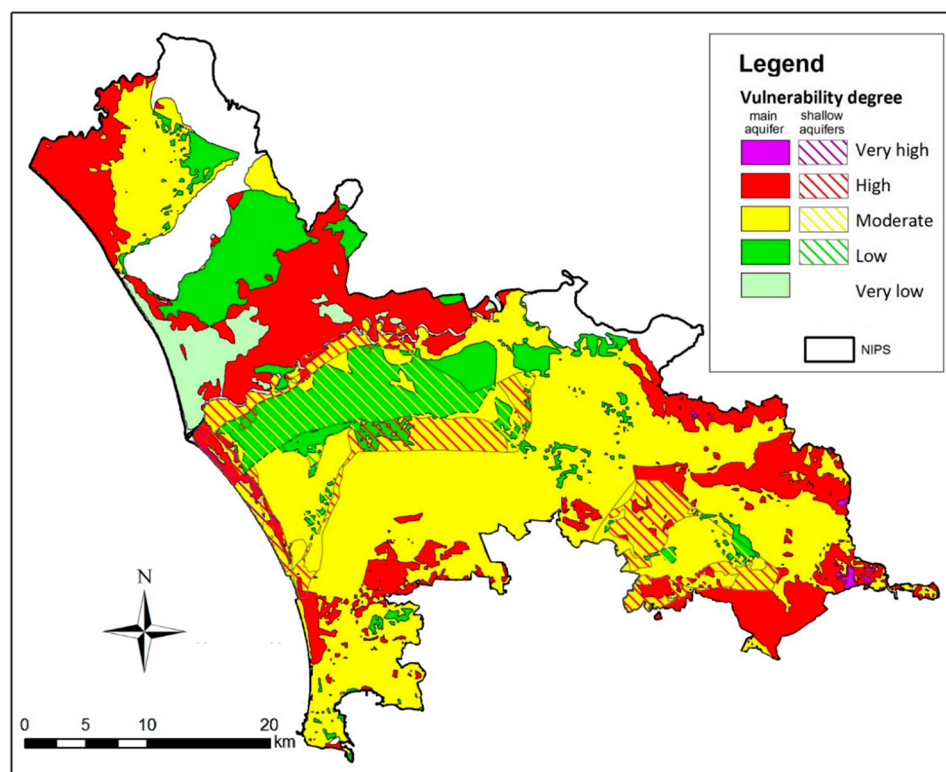 Legend
Vulnerability degree
main aquifer
shallow aquifers
Very high
High
Moderate
Low
Very low
NIPS
N
0 5 10 20
km